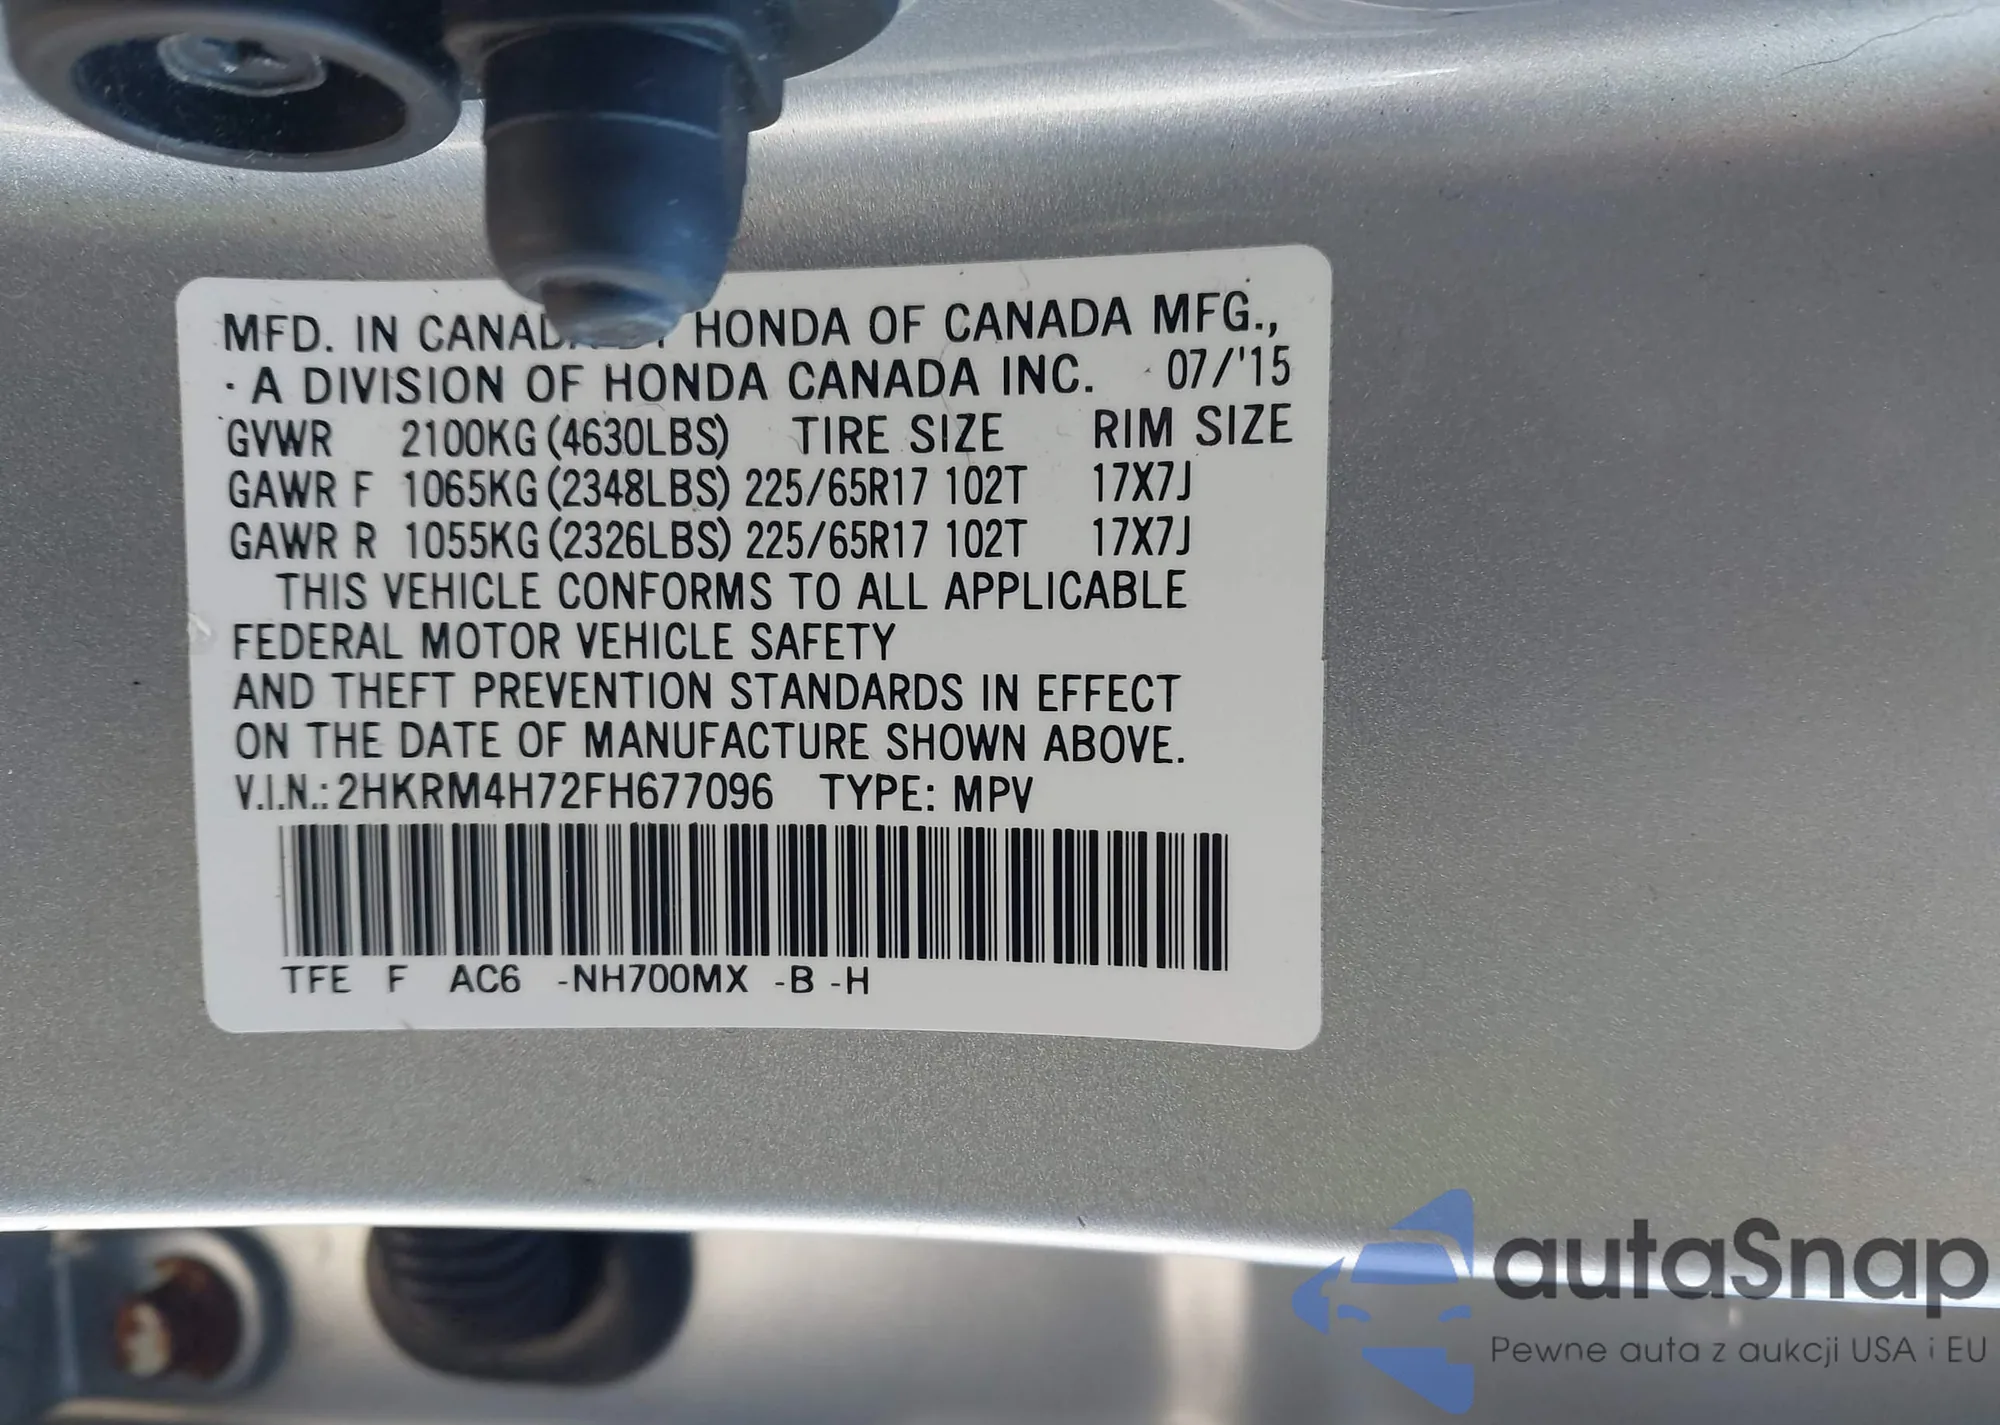 MFD. IN CANADA BY HONDA OF CANADA MFG.,
· A DIVISION OF HONDA CANADA INC. 07/'15
GVWR 2100KG (4630LBS) TIRE SIZE RIM SIZE
GAWR F 1065KG (2348LBS) 225/65R17 102T 17X7J
GAWR R 1055KG (2326LBS) 225/65R17 102T 17X7J
THIS VEHICLE CONFORMS TO ALL APPLICABLE
FEDERAL MOTOR VEHICLE SAFETY
AND THEFT PREVENTION STANDARDS IN EFFECT
ON THE DATE OF MANUFACTURE SHOWN ABOVE.
V.I.N.: 2HKRM4H72FH677096 TYPE: MPV
TFE F AC6 -NH700MX -B -H
autaSnap
Pewne auta z aukcji USA i EU